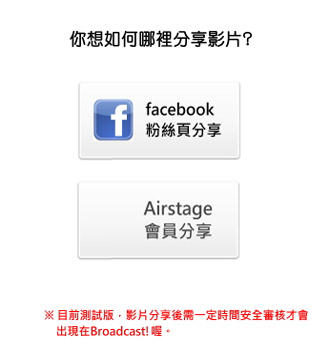 你想如何哪裡分享影片?
facebook
粉絲頁分享
Airstage
會員分享
※ 目前測試版，影片分享後需一定時間安全審核才會
出現在Broadcast! 喔。